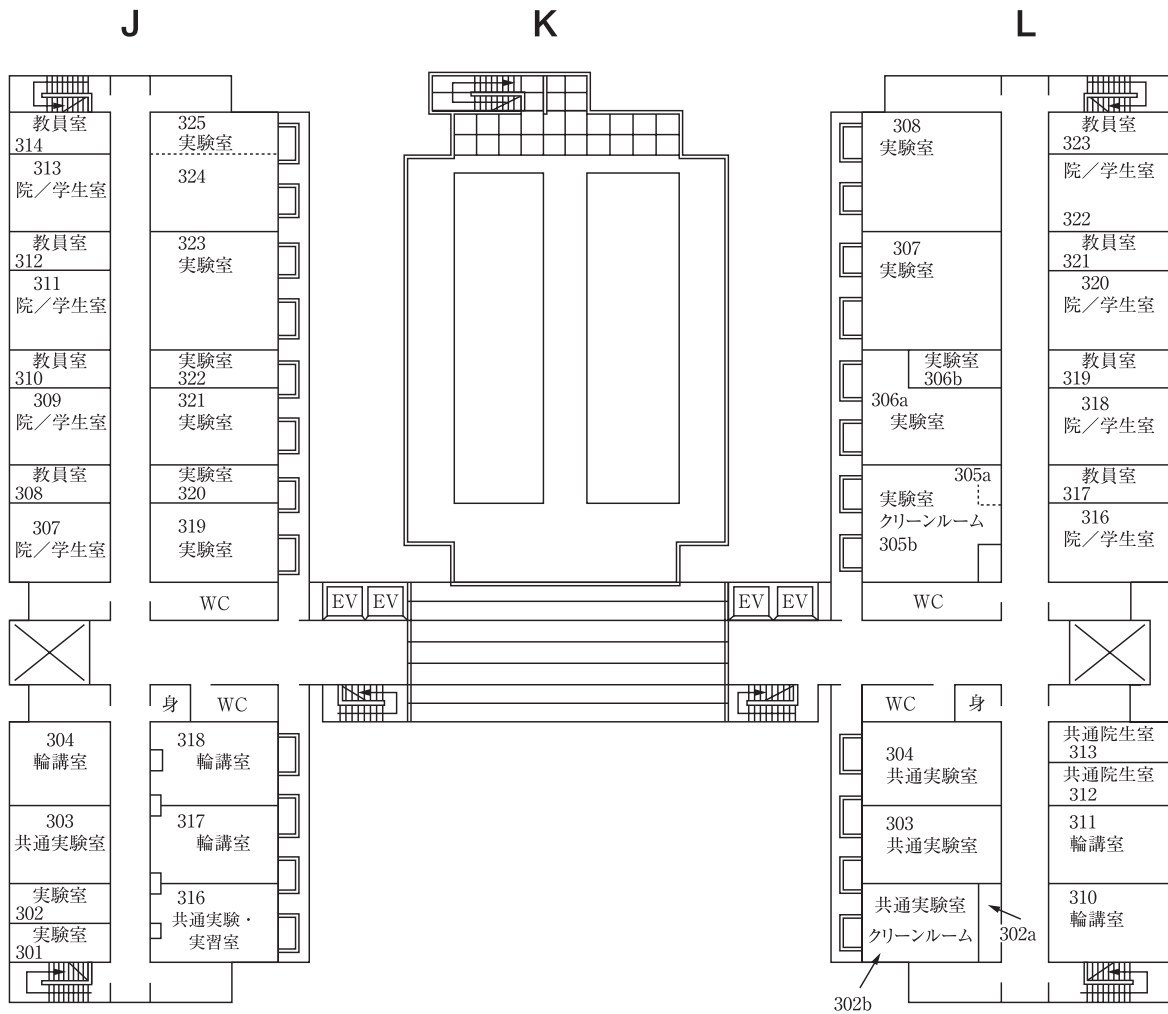 J
K
L
教員室
314
313
院／学生室
教員室
312
311
院／学生室
教員室
310
309
院／学生室
教員室
308
307
院／学生室
325
実験室
324
323
実験室
実験室
322
321
実験室
実験室
320
319
実験室
WC
EV
EV
身
WC
304
輪講室
303
共通実験室
実験室
302
実験室
301
318
輪講室
317
輪講室
316
共通実験・
実習室
308
実験室
307
実験室
実験室
306b
306a
実験室
305a
実験室
クリーンルーム
305b
教員室
323
院／学生室
322
教員室
321
320
院／学生室
教員室
319
318
院／学生室
教員室
317
316
院／学生室
EV
EV
WC
WC
身
304
共通実験室
303
共通実験室
共通実験室
クリーンルーム
302a
302b
共通院生室
313
共通院生室
312
311
輪講室
310
輪講室